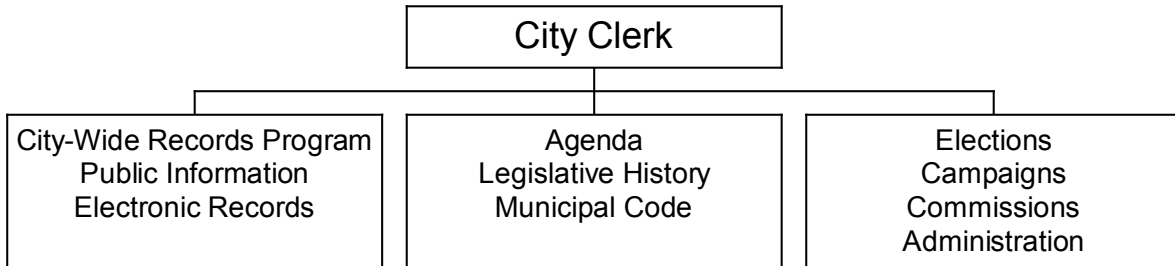 City Clerk
City-Wide Records Program
Public Information
Electronic Records
Agenda
Legislative History
Municipal Code
Elections
Campaigns
Commissions
Administration